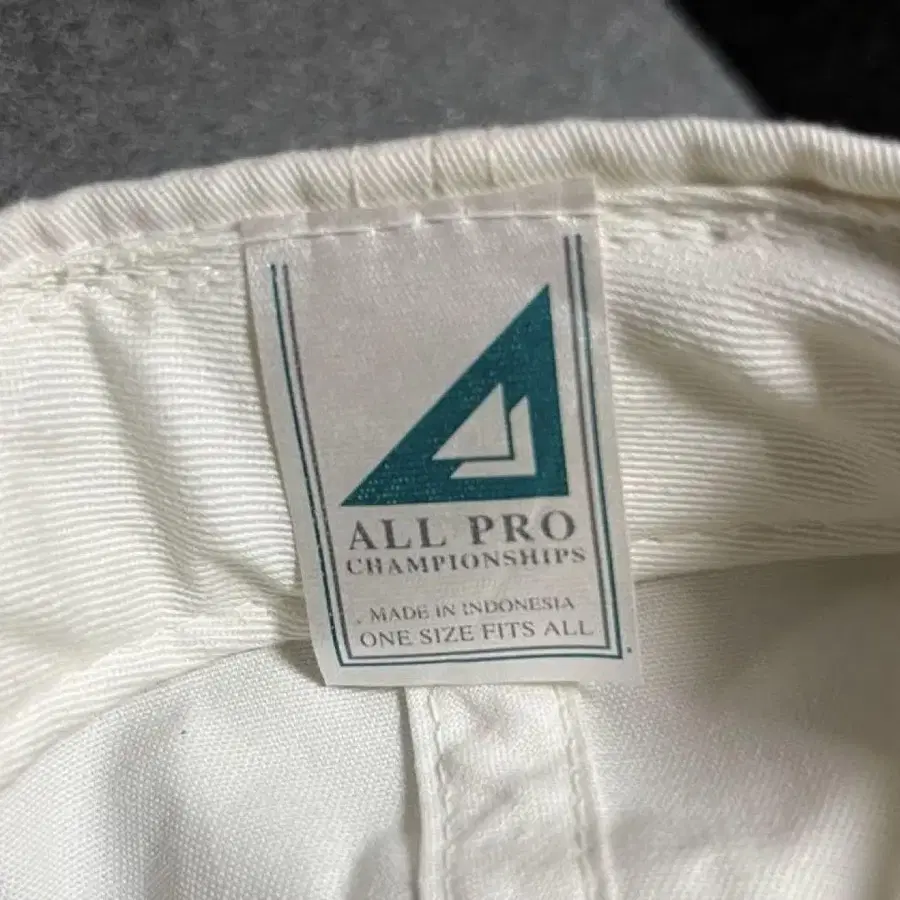 ALL PRO
CHAMPIONSHIPS
MADE IN INDONESIA
ONE SIZE FITS ALL